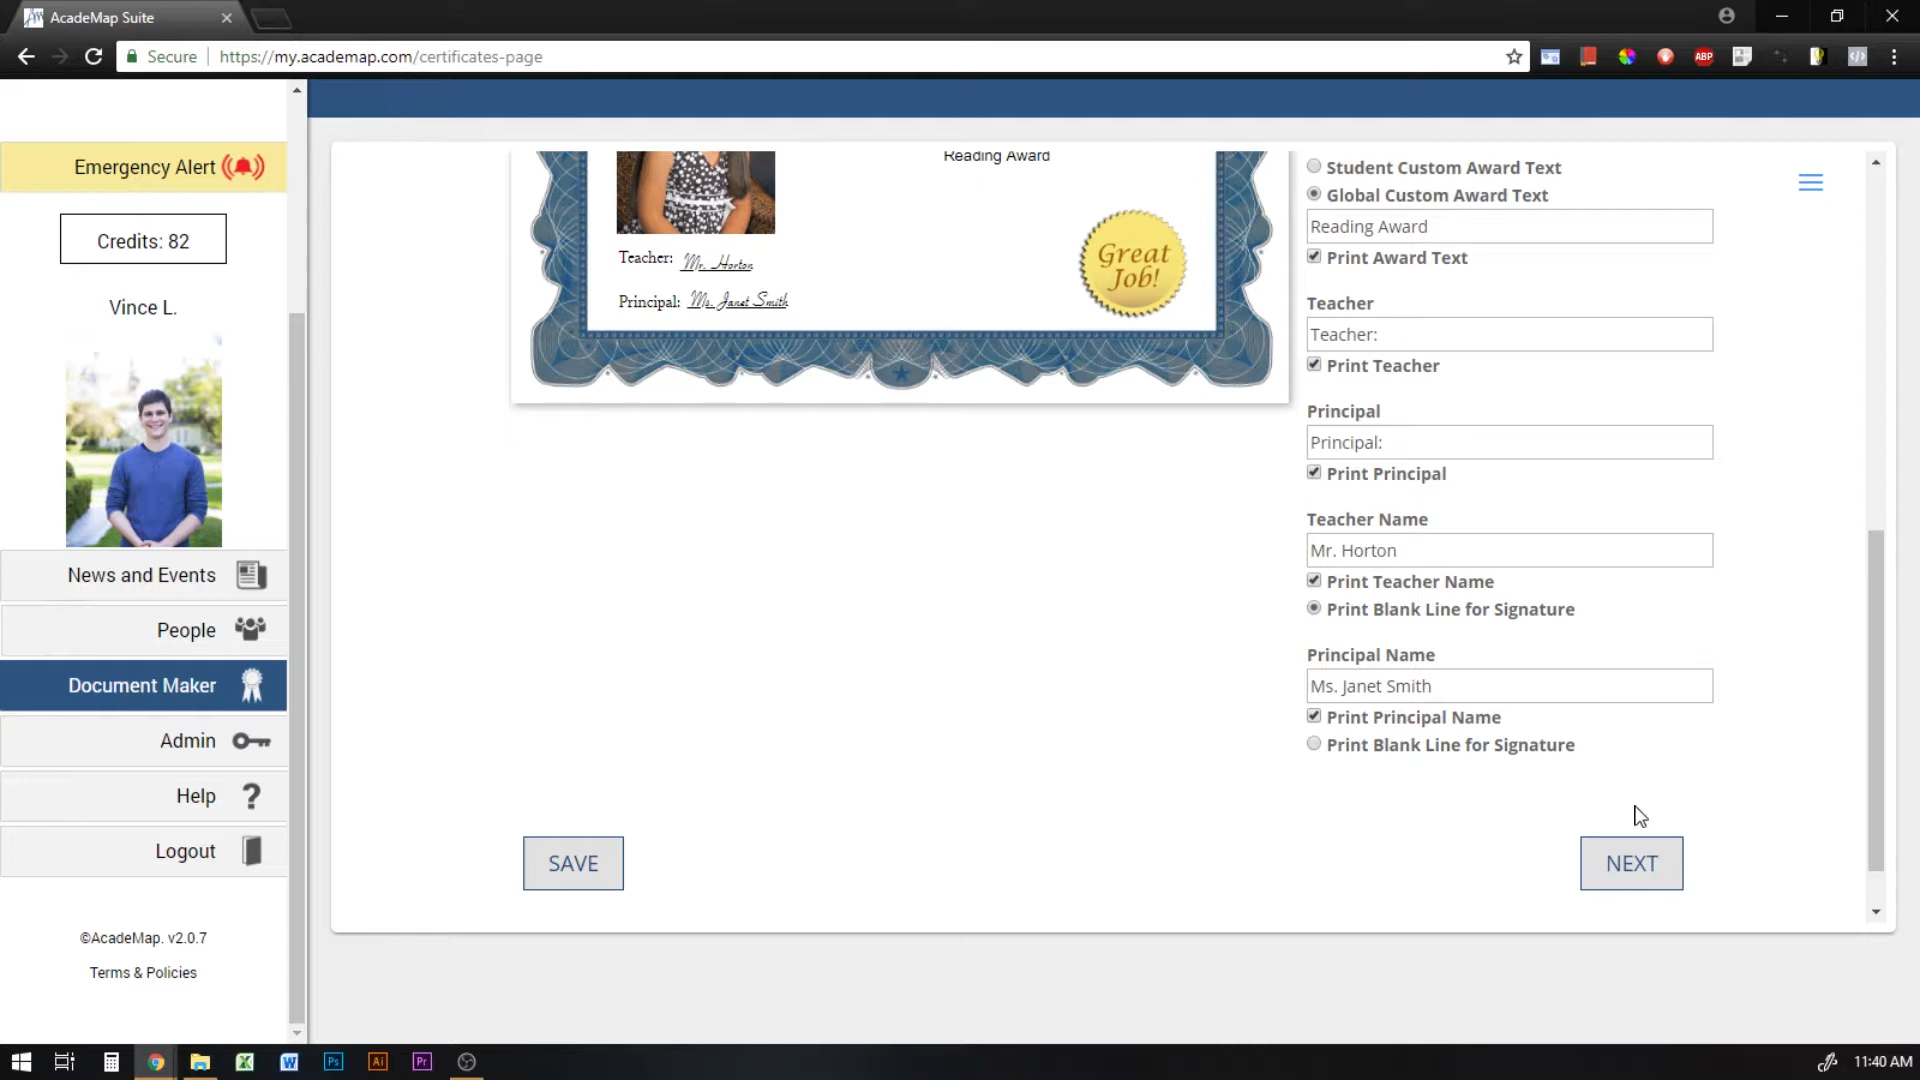 AcadeMap Suite
Secure
https://my.academap.com/certificates-page
ABP
Emergency Alert
Credits: 82
Vince L.
News and Events
People
Document Maker
Admin
Help
Logout
©AcadeMap. v2.0.7
Terms & Policies
Reading Award
Great
Job!
Teacher: Mr. Horton
Principal: Ms. Janet Smith
Student Custom Award Text
Global Custom Award Text
Reading Award
Print Award Text
Teacher
Teacher:
Print Teacher
Principal
Principal:
Print Principal
Teacher Name
Mr. Horton
Print Teacher Name
Print Blank Line for Signature
Principal Name
Ms. Janet Smith
Print Principal Name
Print Blank Line for Signature
SAVE
NEXT
Ps
Ai
Pr
11:40 AM